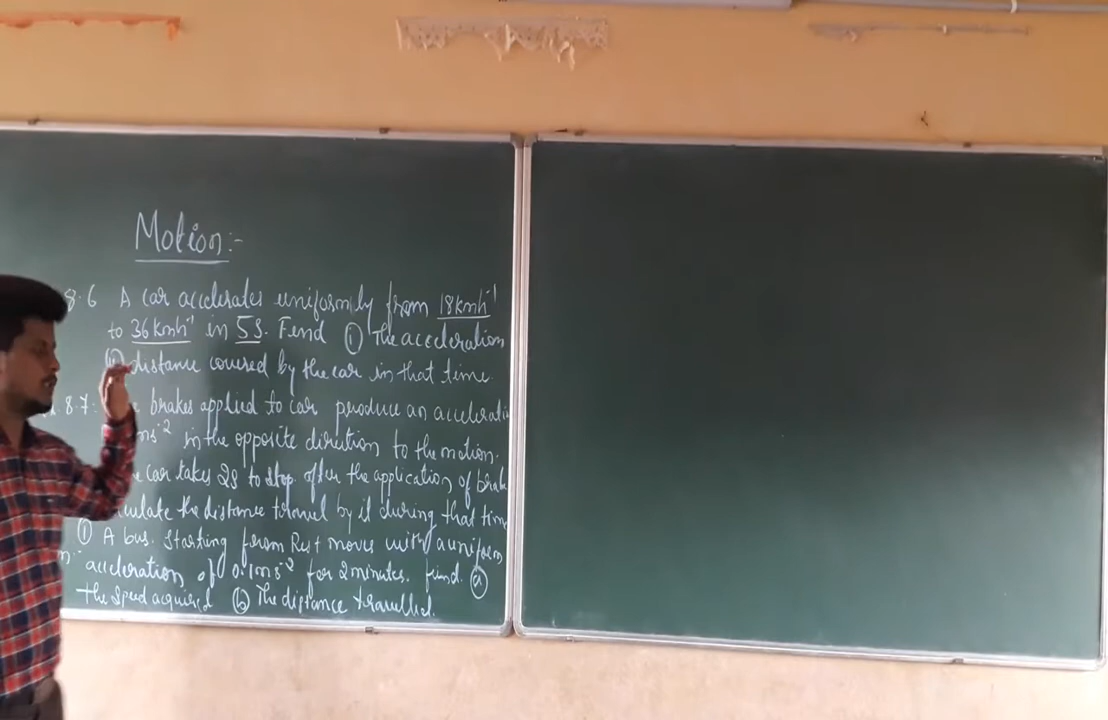 Motion:-
8.6 A car accelerates uniformly from 18kmh⁻¹
to 36kmh⁻¹ in 5s. Find (i) The acceleration
(ii) distance covered by the car in that time.
8.7: brakes applied to car produce an accelerati
ms⁻² in the opposite direction to the motion.
car takes 2s to stop after the application of brake
the distance travel by it during that time
(1) A bus. starting from Rest moves with a uniform
acceleration of 0.1ms⁻² for 2minutes. find. (a)
the speed acquired (b) The distance travelled.